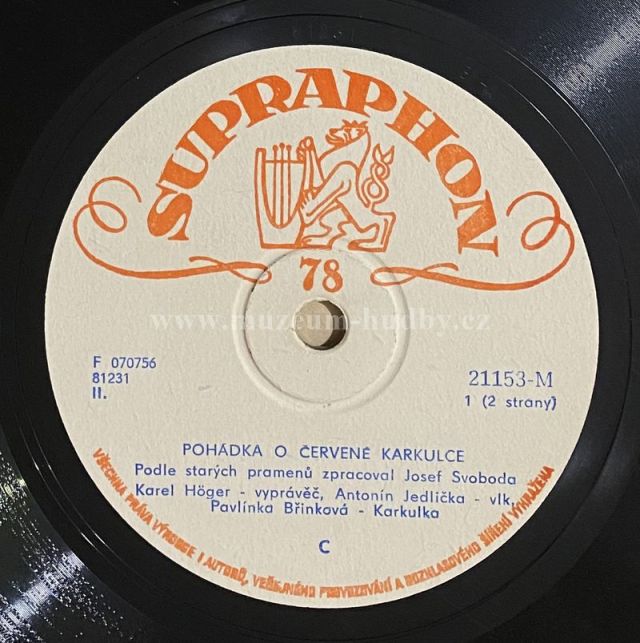 SUPRAPHON
78
www.muzeum-hudby.cz
F 070756
81231
II.
21153-M
1 (2 strany)
POHÁDKA O ČERVENÉ KARKULCE
Podle starých pramenů zpracoval Josef Svoboda
Karel Höger - vyprávěč, Antonín Jedlička - vlk,
Pavlínka Břinková - Karkulka
C
VŠECHNA PRÁVA VÝROBCE I AUTORŮ, VEŘEJNÉHO PROVOZOVÁNÍ A ROZHLASOVÉHO ŠÍŘENÍ VYHRAŽENA